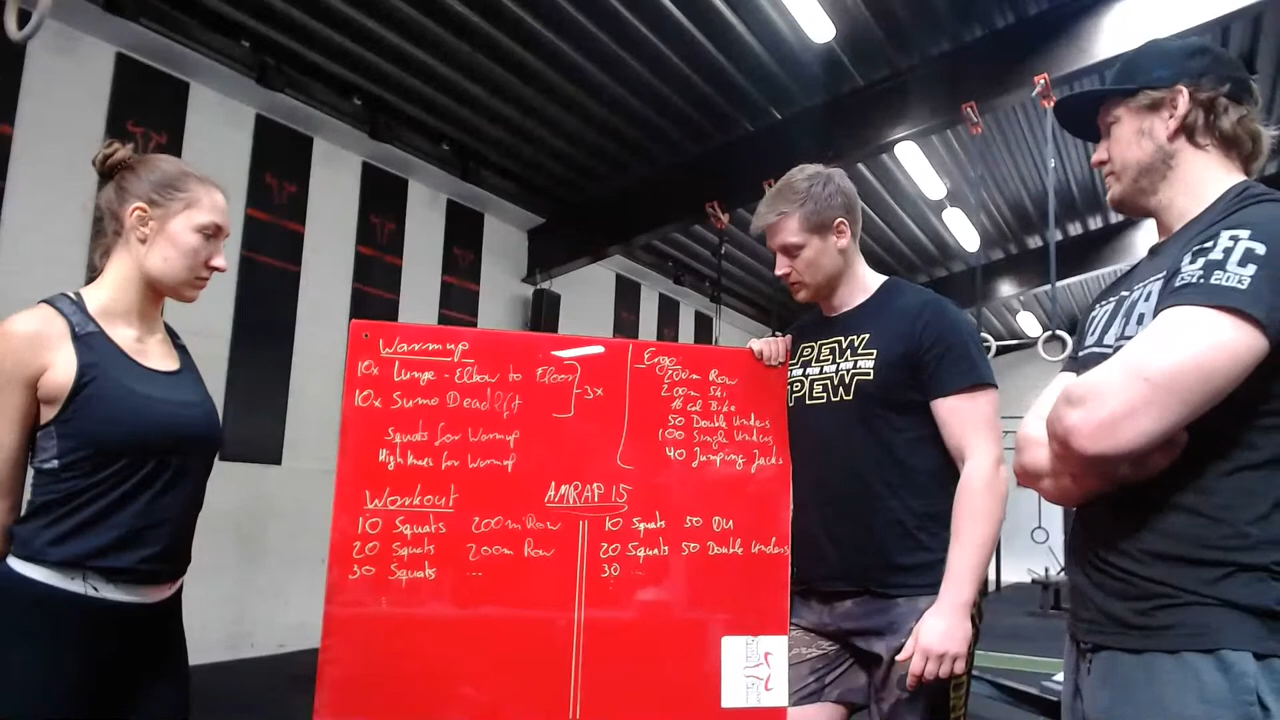 Warmup
10x Lunge - Elbow to Floor
10x Sumo Deadlift
3x
Squats for Warmup
High knees for Warmup
Ergo
200m Row
200m Ski
16 cal Bike
50 Double Unders
100 Single Unders
40 Jumping Jacks
Workout
AMRAP 15
10 Squats 200m Row
20 Squats 200m Row
30 Squats ...
10 Squats 50 DU
20 Squats 50 Double Unders
30 ...
PEW
PEW PEW PEW PEW PEW
PEW
CFC
EST. 2013